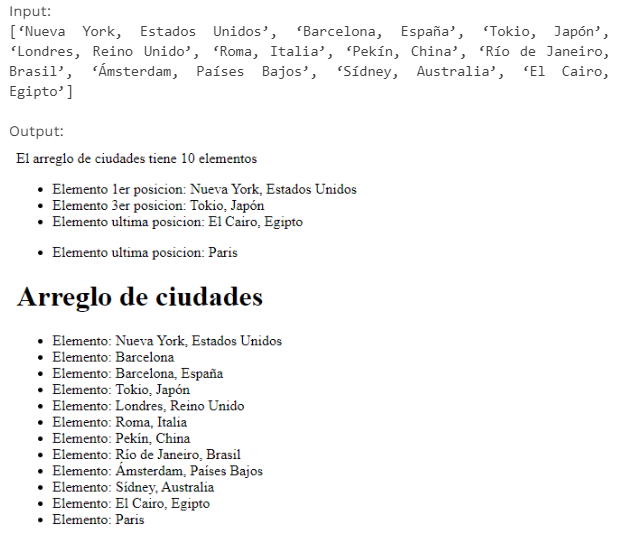 Input:
[‘Nueva York, Estados Unidos’, ‘Barcelona, España’, ‘Tokio, Japón’,
‘Londres, Reino Unido’, ‘Roma, Italia’, ‘Pekín, China’, ‘Río de Janeiro,
Brasil’, ‘Ámsterdam, Países Bajos’, ‘Sídney, Australia’, ‘El Cairo,
Egipto’]
Output:
El arreglo de ciudades tiene 10 elementos
• Elemento 1er posicion: Nueva York, Estados Unidos
• Elemento 3er posicion: Tokio, Japón
• Elemento ultima posicion: El Cairo, Egipto
• Elemento ultima posicion: Paris
Arreglo de ciudades
• Elemento: Nueva York, Estados Unidos
• Elemento: Barcelona
• Elemento: Barcelona, España
• Elemento: Tokio, Japón
• Elemento: Londres, Reino Unido
• Elemento: Roma, Italia
• Elemento: Pekín, China
• Elemento: Río de Janeiro, Brasil
• Elemento: Ámsterdam, Países Bajos
• Elemento: Sídney, Australia
• Elemento: El Cairo, Egipto
• Elemento: Paris